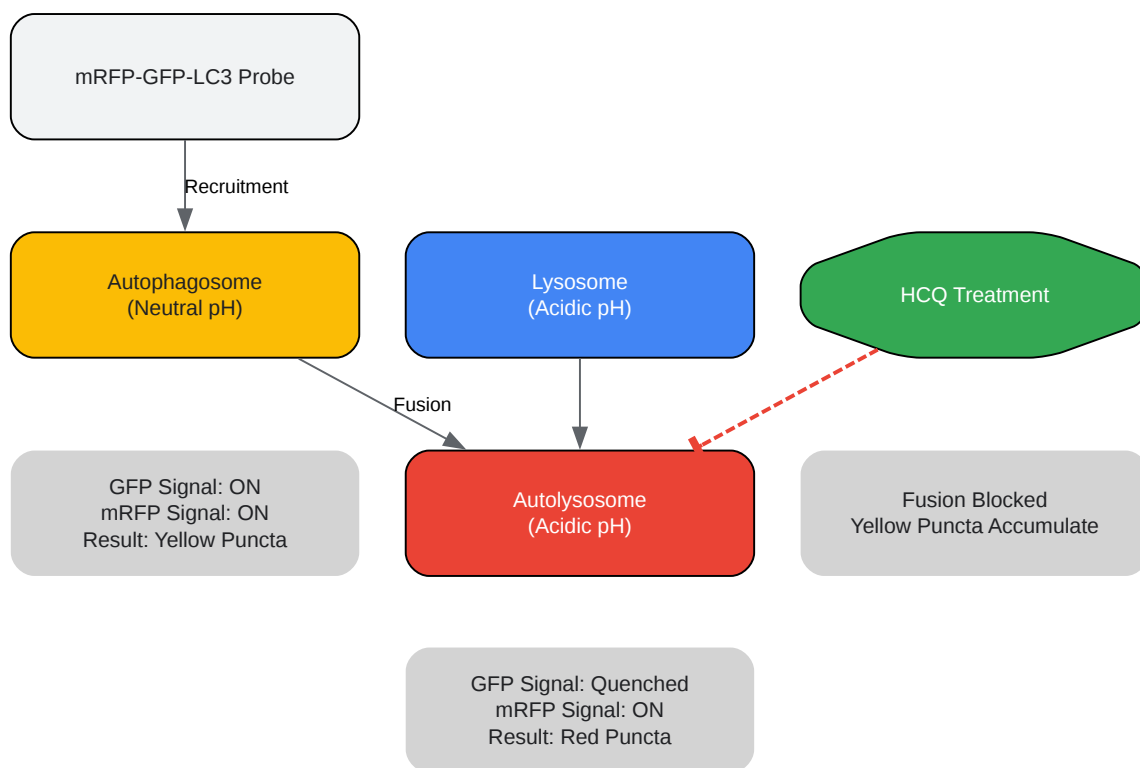 mRFP-GFP-LC3 Probe
Recruitment
Autophagosome
(Neutral pH)
Lysosome
(Acidic pH)
HCQ Treatment
Fusion
GFP Signal: ON
mRFP Signal: ON
Result: Yellow Puncta
Autolysosome
(Acidic pH)
Fusion Blocked
Yellow Puncta Accumulate
GFP Signal: Quenched
mRFP Signal: ON
Result: Red Puncta